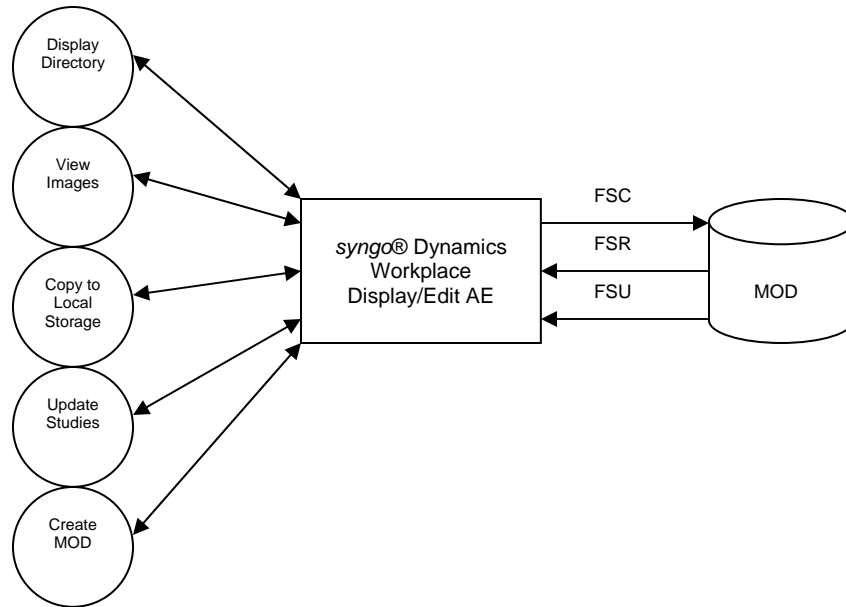 Display
Directory
View
Images
Copy to
Local
Storage
Update
Studies
Create
MOD
syngo® Dynamics
Workplace
Display/Edit AE
FSC
FSR
FSU
MOD